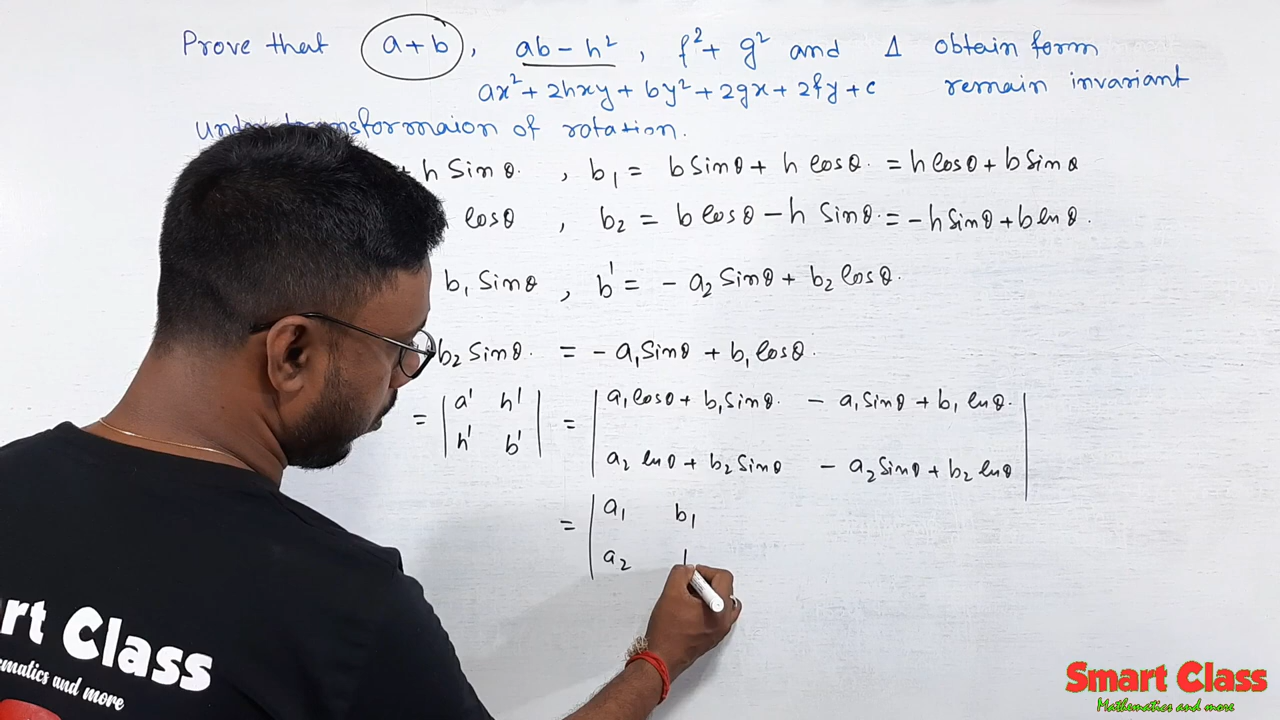 Prove that a+b, ab-h², f²+g² and Δ obtain form
ax²+2hxy+by²+2gx+2fy+c remain invariant
under transformaion of rotation.
+ h Sinθ. , b₁ = b Sinθ + h cosθ. = h cosθ + b Sinθ
cosθ , b₂ = b cosθ - h Sinθ. = -h Sinθ + b cosθ.
b₁ Sinθ , b' = - a₂ Sinθ + b₂ cosθ.
b₂ Sinθ. = - a₁ Sinθ + b₁ cosθ.
= | a' h' | = | a₁ cosθ + b₁ Sinθ. - a₁ Sinθ + b₁ cosθ. |
| h' b' | | a₂ cosθ + b₂ Sinθ - a₂ Sinθ + b₂ cosθ |
= | a₁ b₁
| a₂
rt Class
ematics and more
Smart Class
Mathematics and more